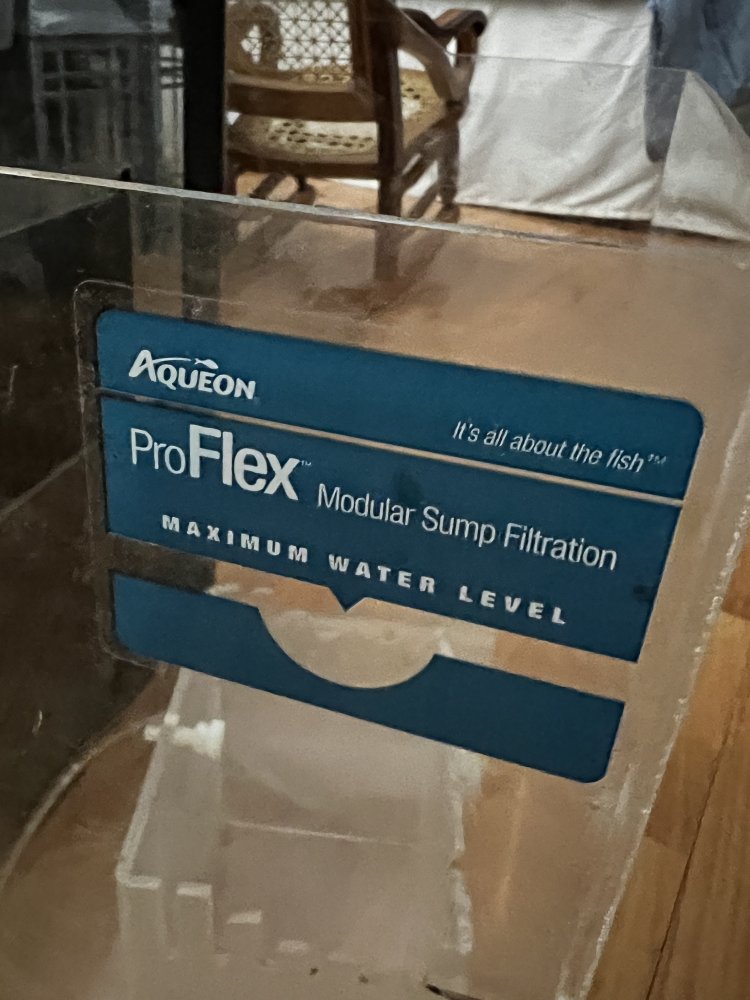 AQUEON
It's all about the fish™
ProFlex™ Modular Sump Filtration
MAXIMUM WATER LEVEL